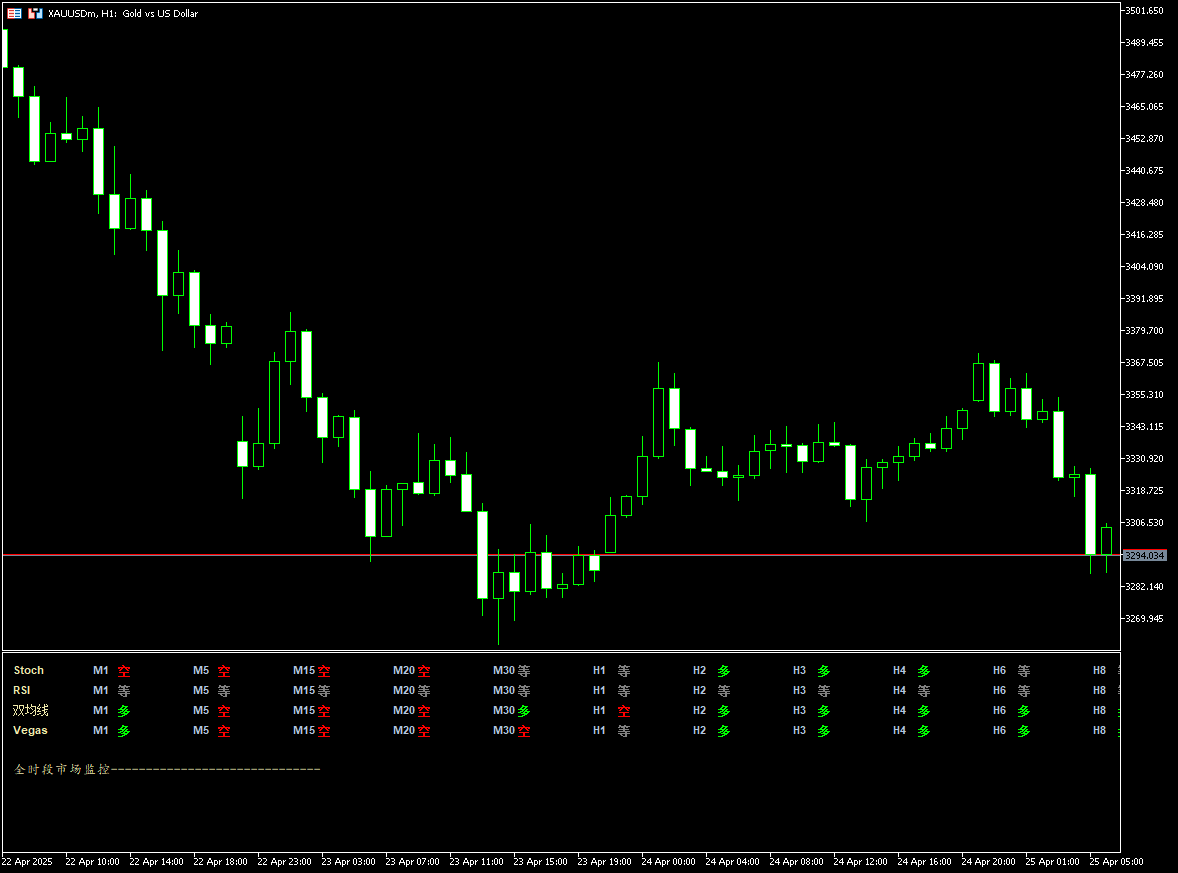 XAUUSDm, H1: Gold vs US Dollar
3501.650
3489.455
3477.260
3465.065
3452.870
3440.675
3428.480
3416.285
3404.090
3391.895
3379.700
3367.505
3355.310
3343.115
3330.920
3318.725
3306.530
3294.034
3282.140
3269.945
Stoch M1 空 M5 空 M15 空 M20 空 M30 等 H1 等 H2 多 H3 多 H4 多 H6 等 H8
RSI M1 等 M5 等 M15 等 M20 等 M30 等 H1 等 H2 等 H3 等 H4 等 H6 等 H8
双均线 M1 多 M5 空 M15 空 M20 空 M30 多 H1 空 H2 多 H3 多 H4 多 H6 多 H8
Vegas M1 多 M5 空 M15 空 M20 空 M30 空 H1 等 H2 多 H3 多 H4 多 H6 多 H8
全时段市场监控------------------------------
22 Apr 2025 22 Apr 10:00 22 Apr 14:00 22 Apr 18:00 22 Apr 23:00 23 Apr 03:00 23 Apr 07:00 23 Apr 11:00 23 Apr 15:00 23 Apr 19:00 24 Apr 00:00 24 Apr 04:00 24 Apr 08:00 24 Apr 12:00 24 Apr 16:00 24 Apr 20:00 25 Apr 01:00 25 Apr 05:00